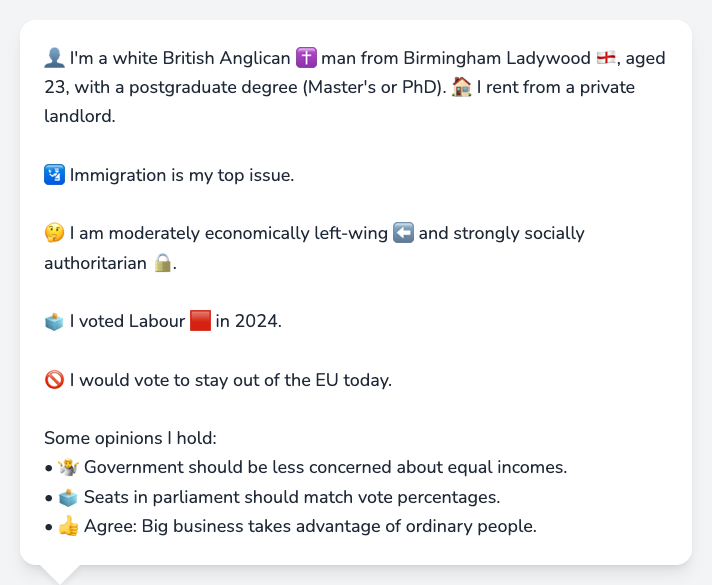 👤 I'm a white British Anglican ✝️ man from Birmingham Ladywood 🏴󠁧󠁢󠁥󠁮󠁧󠁿, aged
23, with a postgraduate degree (Master's or PhD). 🏠 I rent from a private
landlord.
🛂 Immigration is my top issue.
🤔 I am moderately economically left-wing ⬅️ and strongly socially
authoritarian 🔒.
🗳️ I voted Labour 🟥 in 2024.
🚫 I would vote to stay out of the EU today.
Some opinions I hold:
• 🤷 Government should be less concerned about equal incomes.
• 🗳️ Seats in parliament should match vote percentages.
• 👍 Agree: Big business takes advantage of ordinary people.